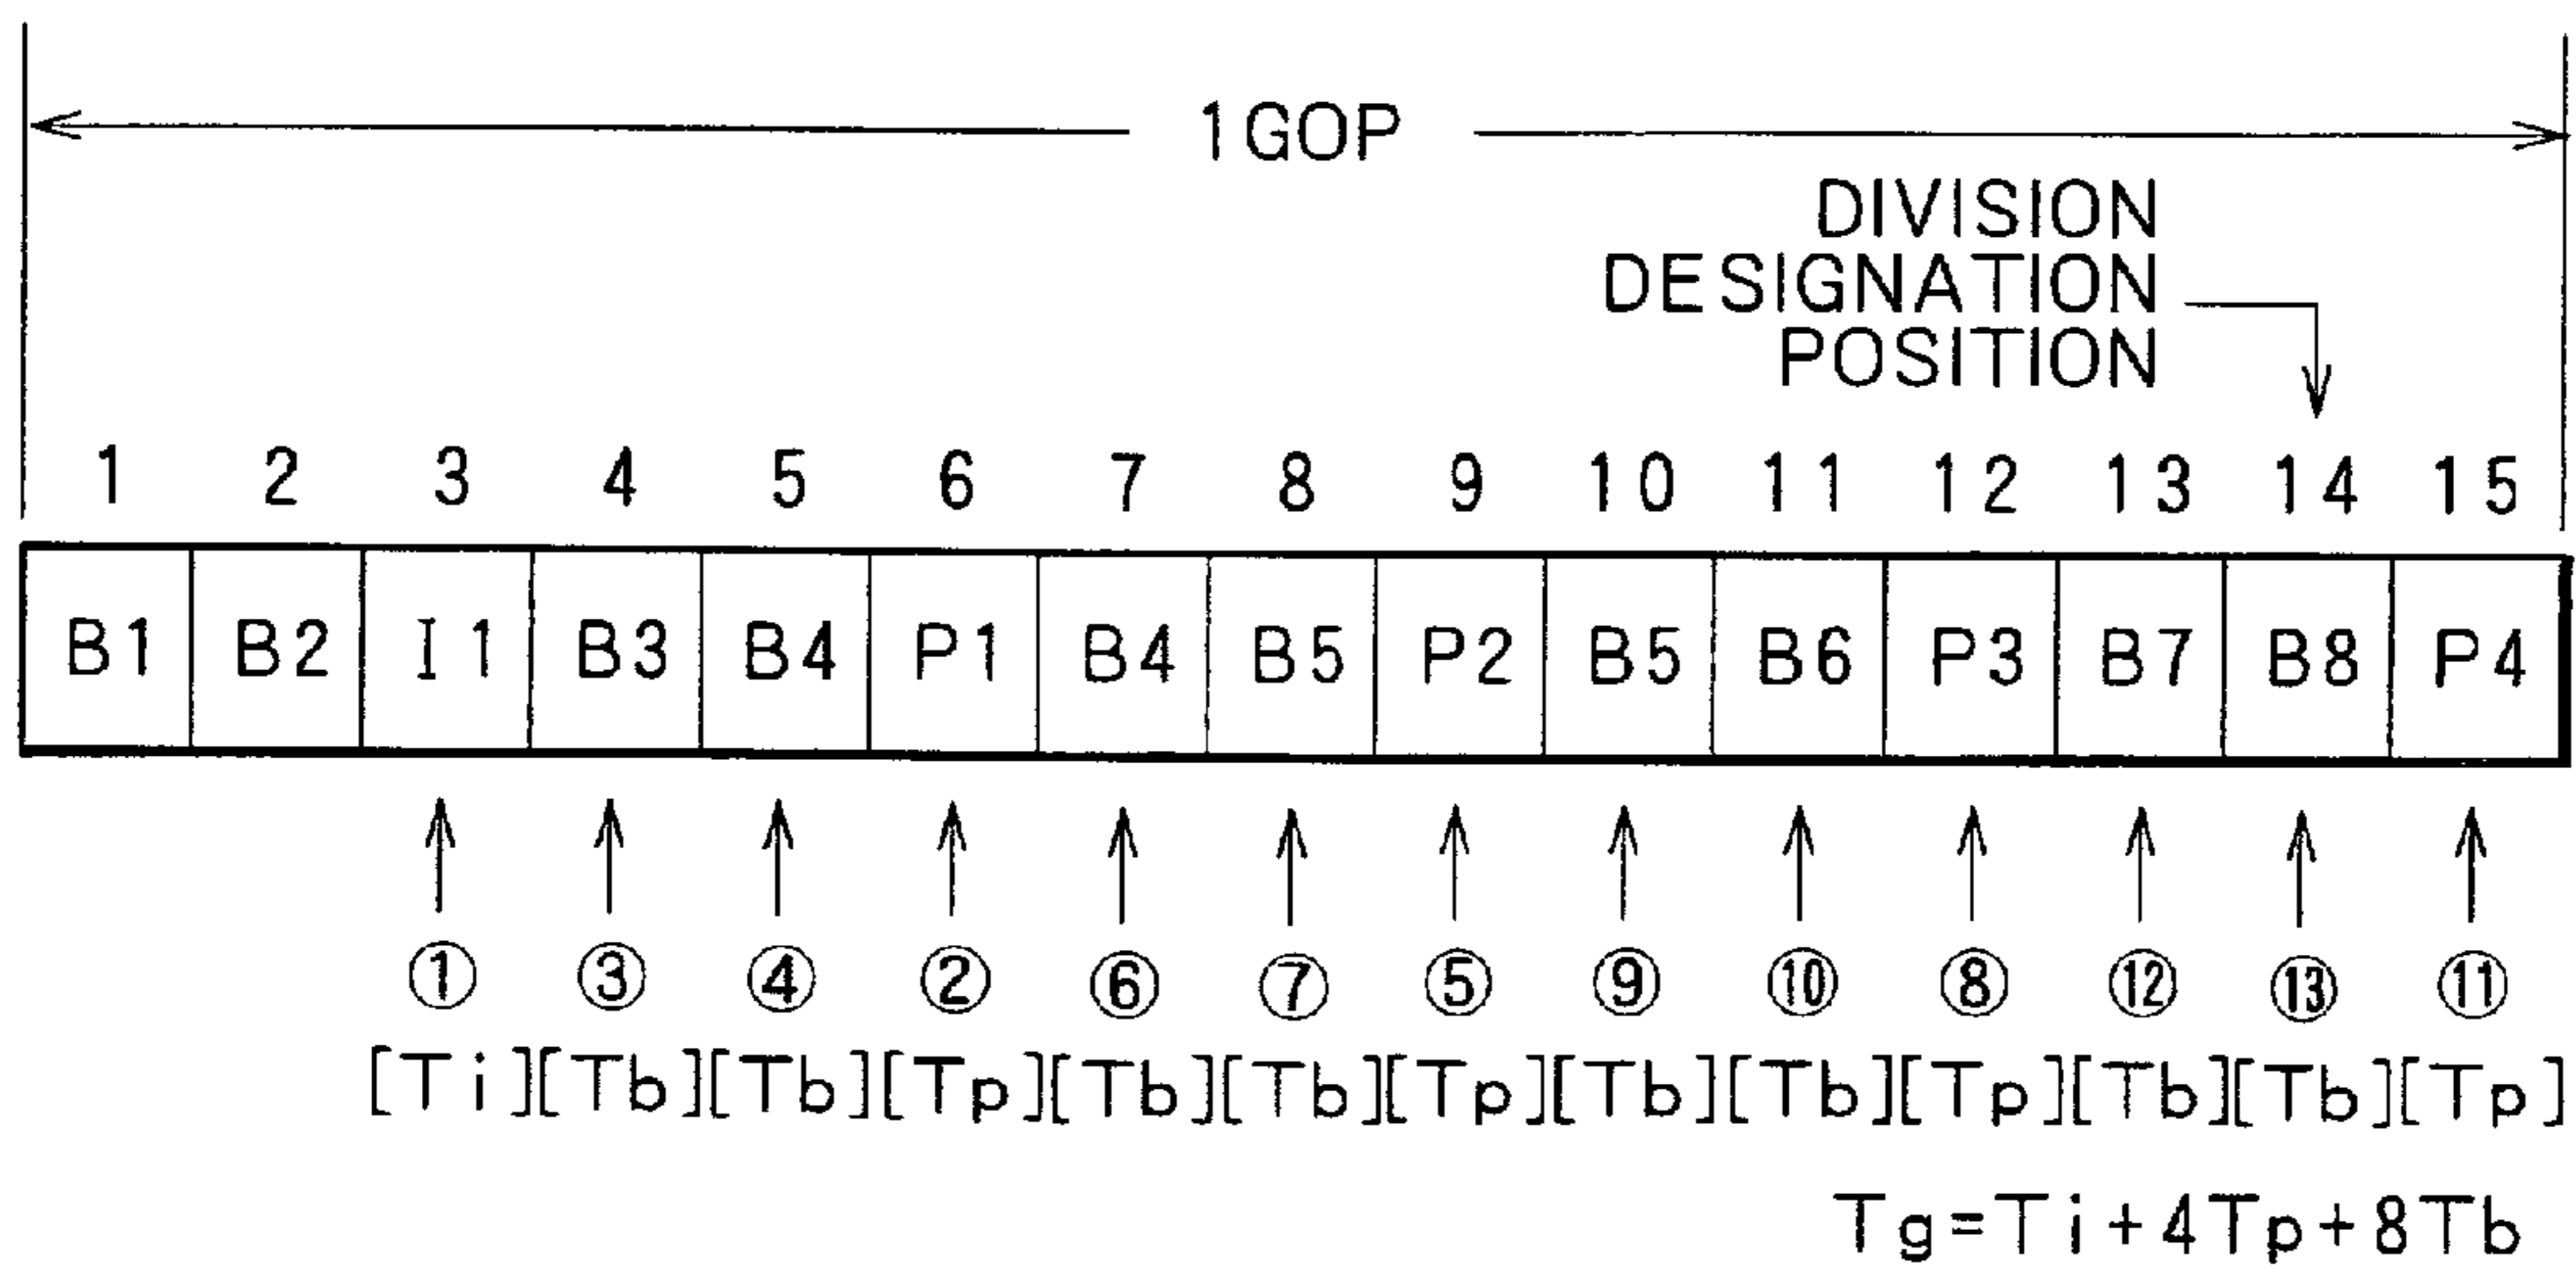 1GOP
DIVISION
DESIGNATION
POSITION
1 2 3 4 5 6 7 8 9 10 11 12 13 14 15
B1 B2 I1 B3 B4 P1 B4 B5 P2 B5 B6 P3 B7 B8 P4
① ③ ④ ② ⑥ ⑦ ⑤ ⑨ ⑩ ⑧ ⑫ ⑬ ⑪
[Ti][Tb][Tb][Tp][Tb][Tb][Tp][Tb][Tb][Tp][Tb][Tb][Tp]
Tg=Ti+4Tp+8Tb